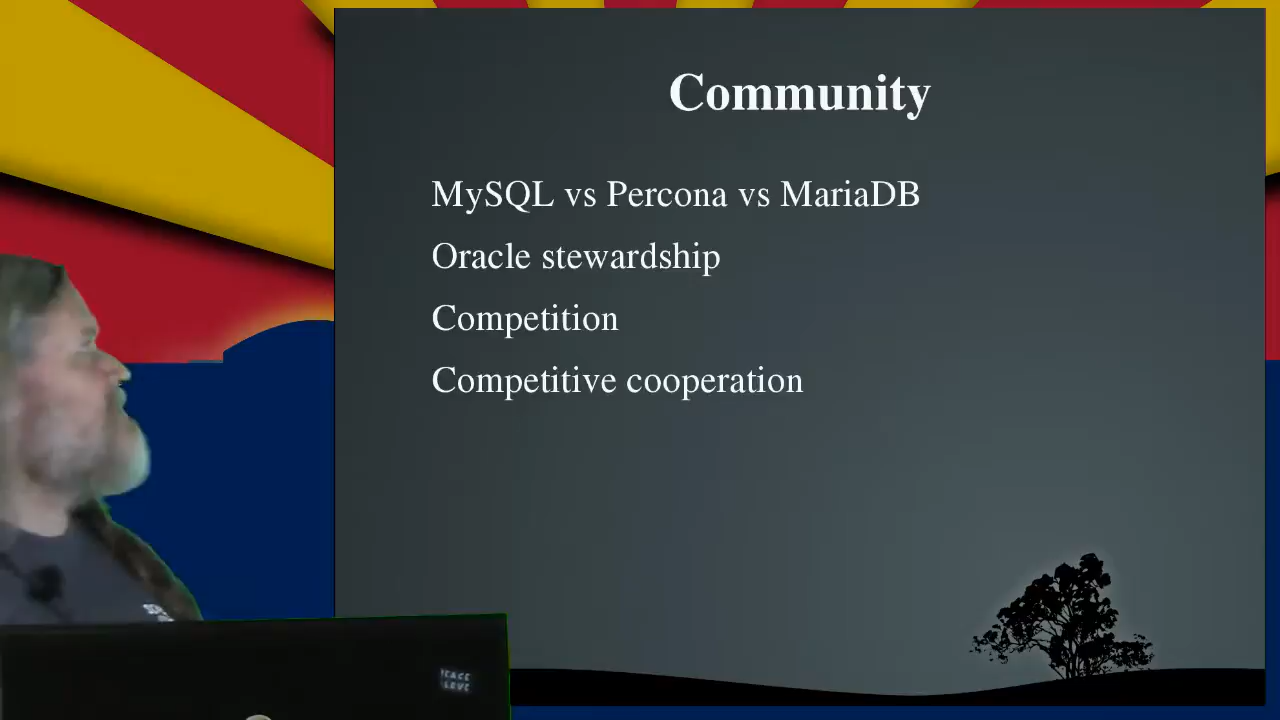 Community
MySQL vs Percona vs MariaDB
Oracle stewardship
Competition
Competitive cooperation